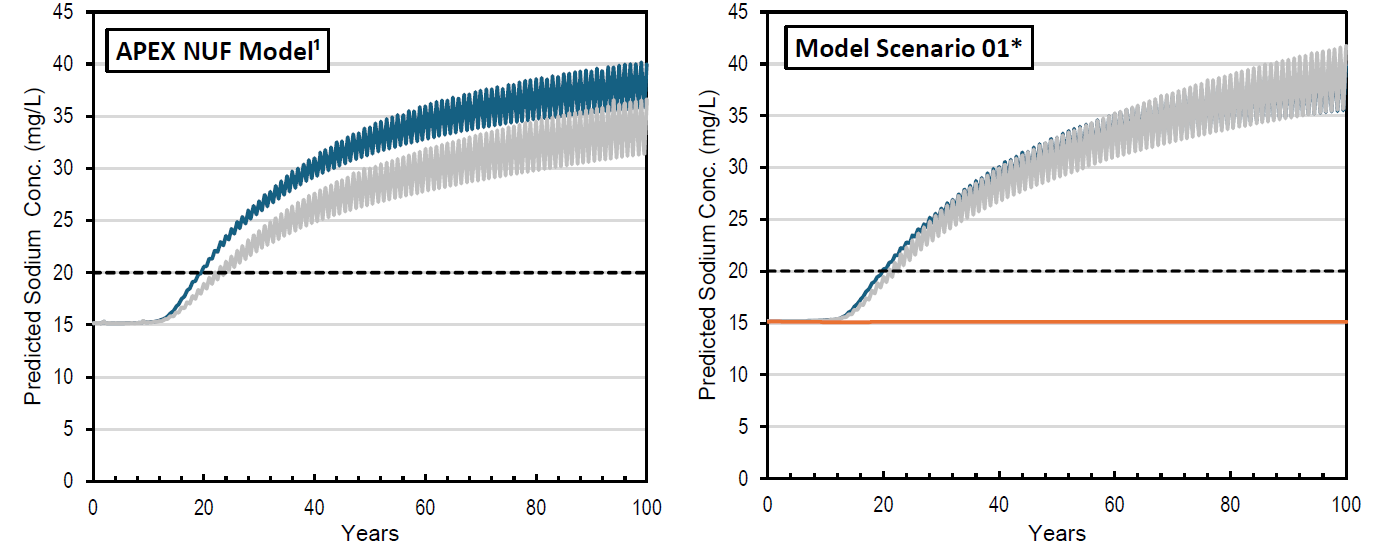 APEX NUF Model¹
Predicted Sodium Conc. (mg/L)
45
40
35
30
25
20
15
10
5
0
0 20 40 60 80 100
Years
Model Scenario 01*
Predicted Sodium Conc. (mg/L)
45
40
35
30
25
20
15
10
5
0
0 20 40 60 80 100
Years